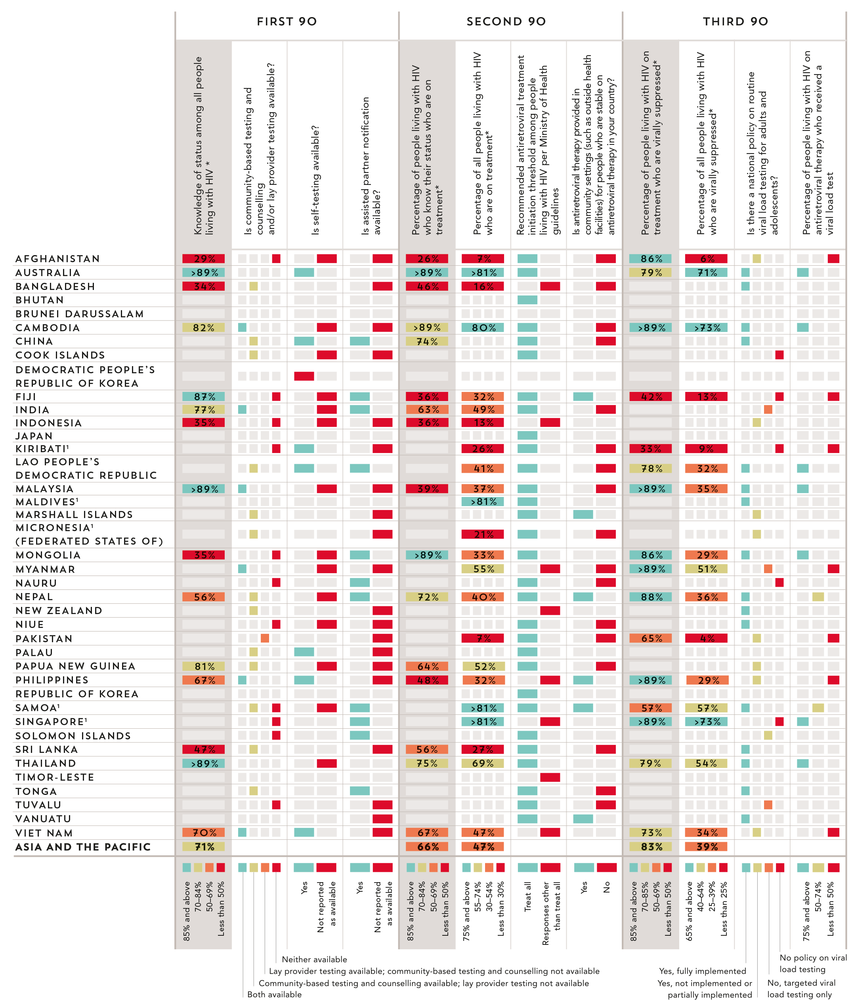 FIRST 90
SECOND 90
THIRD 90
Knowledge of status among all people
living with HIV *
Is community-based testing and
counselling
and/or lay provider testing available?
Is self-testing available?
Is assisted partner notification
available?
Percentage of people living with HIV
who know their status who are on
treatment*
Percentage of all people living with HIV
who are on treatment*
Recommended antiretroviral treatment
initiation threshold among people
living with HIV per Ministry of Health
guidelines
Is antiretroviral therapy provided in
community settings (such as outside health
facilities) for people who are stable on
antiretroviral therapy in your country?
Percentage of people living with HIV on
treatment who are virally suppressed*
Percentage of all people living with HIV
who are virally suppressed*
Is there a national policy on routine
viral load testing for adults and
adolescents?
Percentage of people living with HIV on
antiretroviral therapy who received a
viral load test
AFGHANISTAN 29% 26% 7% 86% 6%
AUSTRALIA >89% >89% >81% 79% 71%
BANGLADESH 34% 46% 16%
BHUTAN
BRUNEI DARUSSALAM
CAMBODIA 82% >89% 80% >89% >73%
CHINA 74%
COOK ISLANDS
DEMOCRATIC PEOPLE'S
REPUBLIC OF KOREA
FIJI 87% 36% 32% 42% 13%
INDIA 77% 63% 49%
INDONESIA 35% 36% 13%
JAPAN
KIRIBATI¹ 26% 33% 9%
LAO PEOPLE'S
DEMOCRATIC REPUBLIC 41% 78% 32%
MALAYSIA >89% 39% 37% >89% 35%
MALDIVES¹ >81%
MARSHALL ISLANDS
MICRONESIA¹
(FEDERATED STATES OF) 21%
MONGOLIA 35% >89% 33% 86% 29%
MYANMAR 55% >89% 51%
NAURU
NEPAL 56% 72% 40% 88% 36%
NEW ZEALAND
NIUE
PAKISTAN 7% 65% 4%
PALAU
PAPUA NEW GUINEA 81% 64% 52%
PHILIPPINES 67% 48% 32% >89% 29%
REPUBLIC OF KOREA
SAMOA¹ >81% 57% 57%
SINGAPORE¹ >81% >89% >73%
SOLOMON ISLANDS
SRI LANKA 47% 56% 27%
THAILAND >89% 75% 69% 79% 54%
TIMOR-LESTE
TONGA
TUVALU
VANUATU
VIET NAM 70% 67% 47% 73% 34%
ASIA AND THE PACIFIC 71% 66% 47% 83% 39%
85% and above
70–84%
50–69%
Less than 50%
Yes
Not reported
as available
Yes
Not reported
as available
85% and above
70–84%
50–69%
Less than 50%
75% and above
55–74%
30–54%
Less than 30%
Treat all
Responses other
than treat all
Yes
No
85% and above
70–85%
50–69%
Less than 50%
65% and above
40–64%
25–39%
Less than 25%
75% and above
50–74%
Less than 50%
Neither available
Lay provider testing available; community-based testing and counselling not available
Community-based testing and counselling available; lay provider testing not available
Both available
No policy on viral
load testing
Yes, fully implemented
Yes, not implemented or
partially implemented
No, targeted viral
load testing only